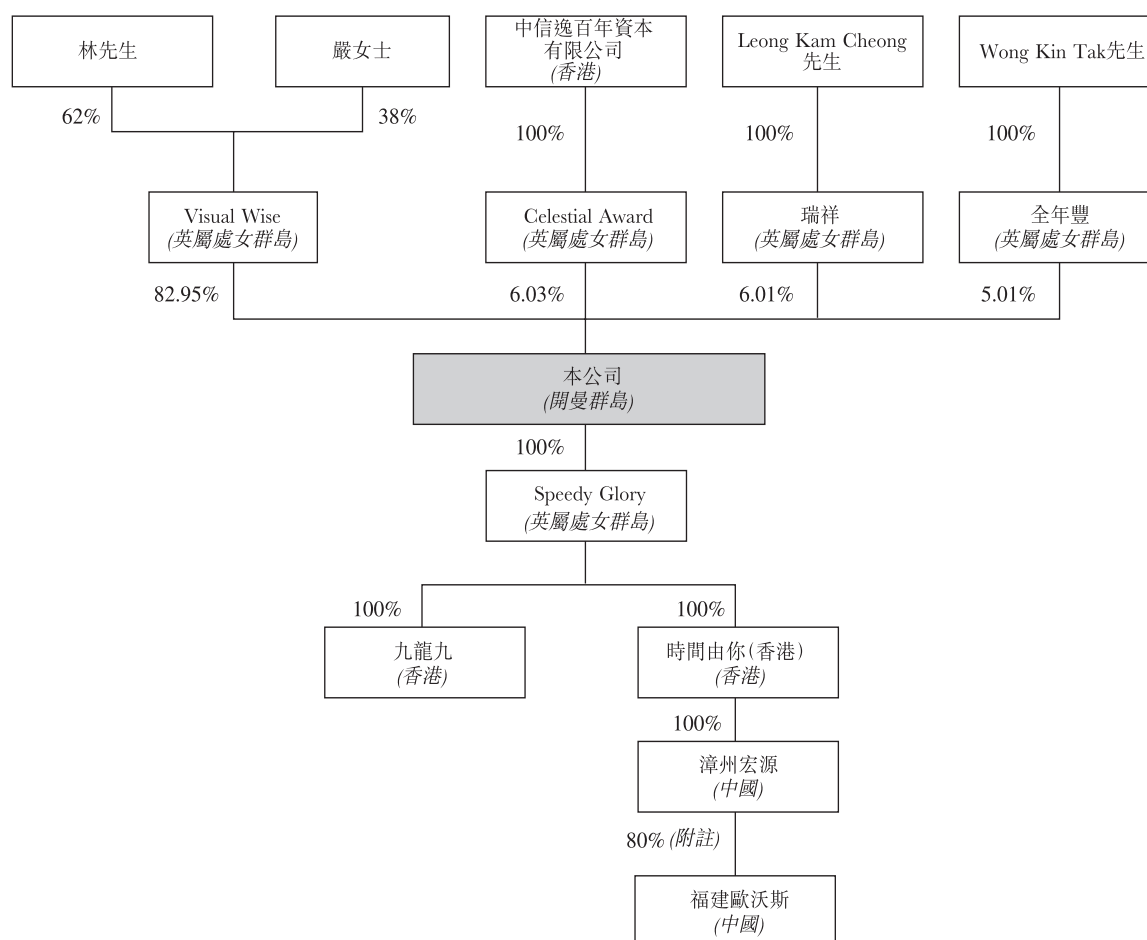 林先生
嚴女士
中信逸百年資本
有限公司
(香港)
Leong Kam Cheong
先生
Wong Kin Tak先生
62%
38%
100%
100%
100%
Visual Wise
(英屬處女群島)
Celestial Award
(英屬處女群島)
瑞祥
(英屬處女群島)
全年豐
(英屬處女群島)
82.95%
6.03%
6.01%
5.01%
本公司
(開曼群島)
100%
Speedy Glory
(英屬處女群島)
100%
100%
九龍九
(香港)
時間由你(香港)
(香港)
100%
漳州宏源
(中國)
80% (附註)
福建歐沃斯
(中國)